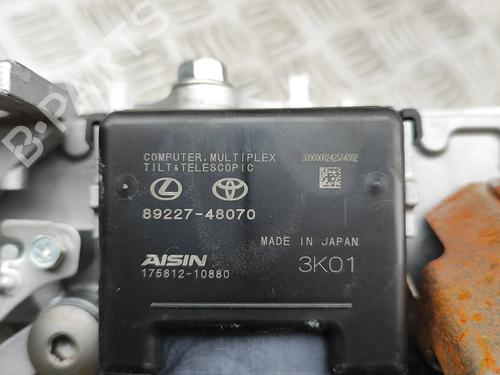 COMPUTER.MULTIPLEX
TILT&TELESCOPIC
89227-48070
MADE IN JAPAN
AISIN
175812-10880
3K01
B-PARTS